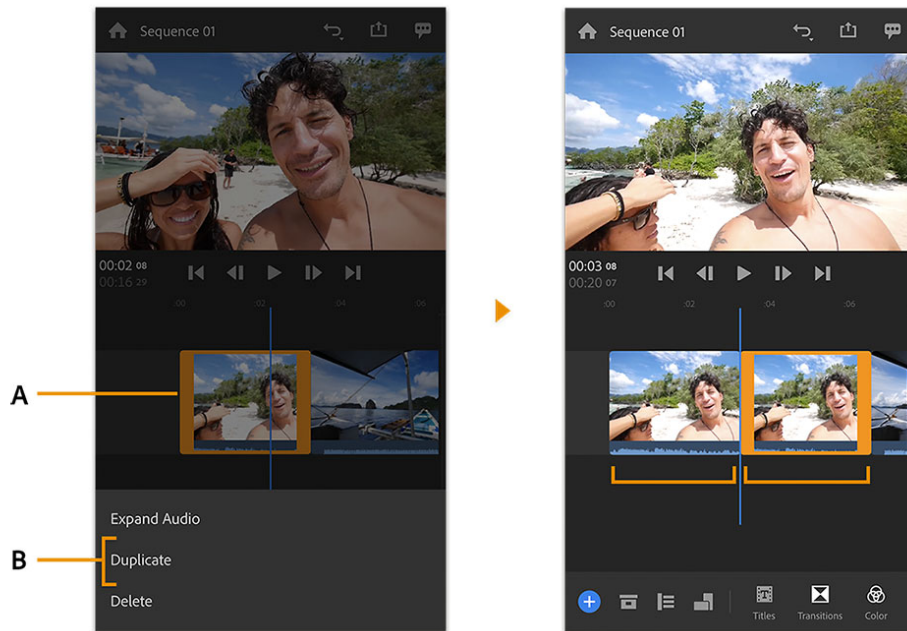 Sequence 01
00:02 08
00:16 29
:00 :02 :04 :06
A
Expand Audio
B
Duplicate
Delete
Sequence 01
00:03 08
00:20 07
:00 :02 :04 :06
Titles Transitions Color